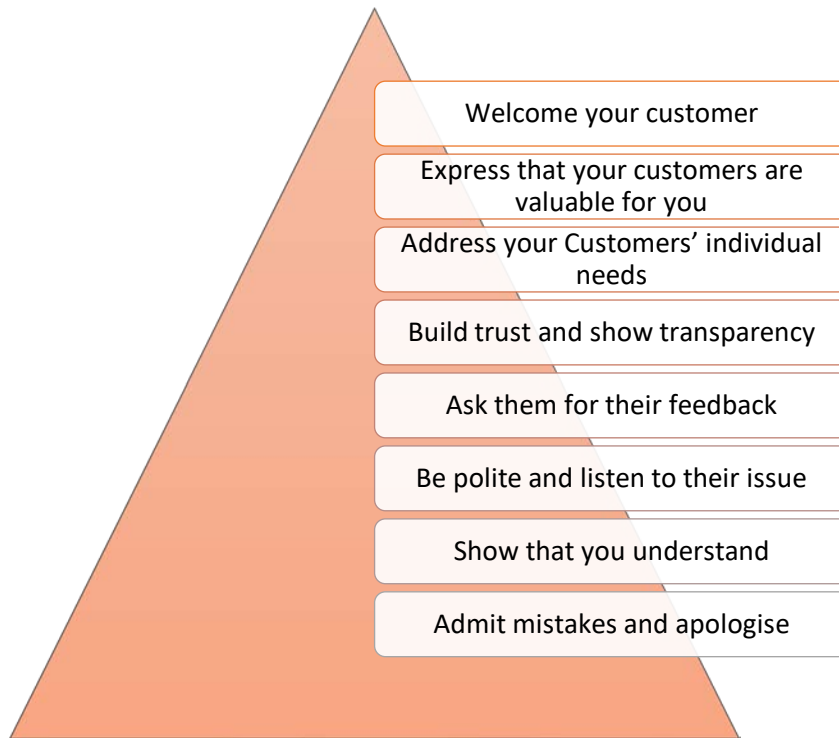 Welcome your customer
Express that your customers are
valuable for you
Address your Customers’ individual
needs
Build trust and show transparency
Ask them for their feedback
Be polite and listen to their issue
Show that you understand
Admit mistakes and apologise